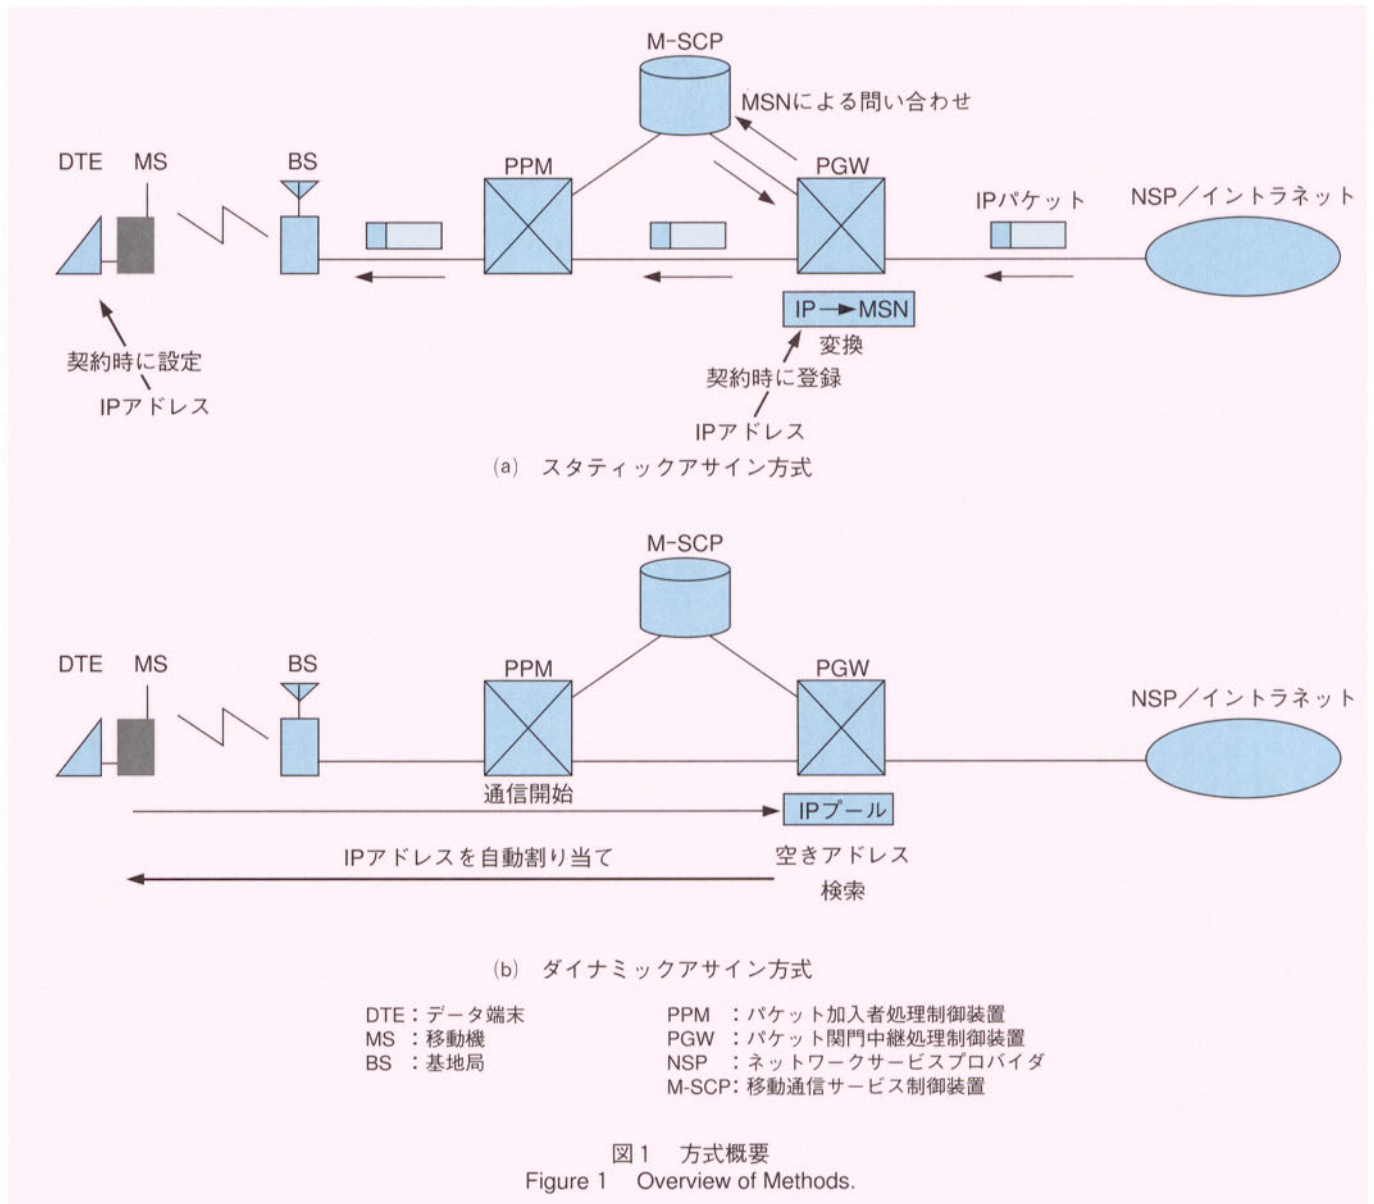 M-SCP
MSNによる問い合わせ
DTE MS BS PPM PGW
IPパケット
NSP/イントラネット
IP→MSN
変換
契約時に設定
IPアドレス
契約時に登録
IPアドレス
(a) スタティックアサイン方式
M-SCP
DTE MS BS PPM PGW
NSP/イントラネット
通信開始
IPプール
IPアドレスを自動割り当て
空きアドレス
検索
(b) ダイナミックアサイン方式
DTE:データ端末
MS :移動機
BS :基地局
PPM :パケット加入者処理制御装置
PGW :パケット関門中継処理制御装置
NSP :ネットワークサービスプロバイダ
M-SCP:移動通信サービス制御装置
図1 方式概要
Figure 1 Overview of Methods.